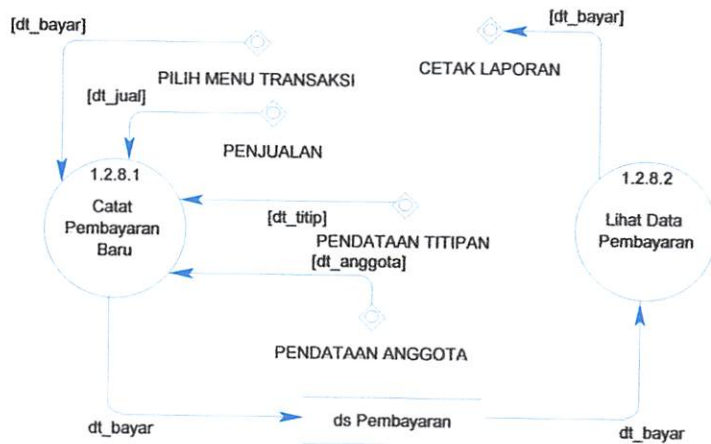 [dt_bayar]
[dt_bayar]
PILIH MENU TRANSAKSI
CETAK LAPORAN
[dt_jual]
PENJUALAN
1.2.8.1
Catat
Pembayaran
Baru
1.2.8.2
Lihat Data
Pembayaran
[dt_titip]
PENDATAAN TITIPAN
[dt_anggota]
PENDATAAN ANGGOTA
dt_bayar
ds Pembayaran
dt_bayar